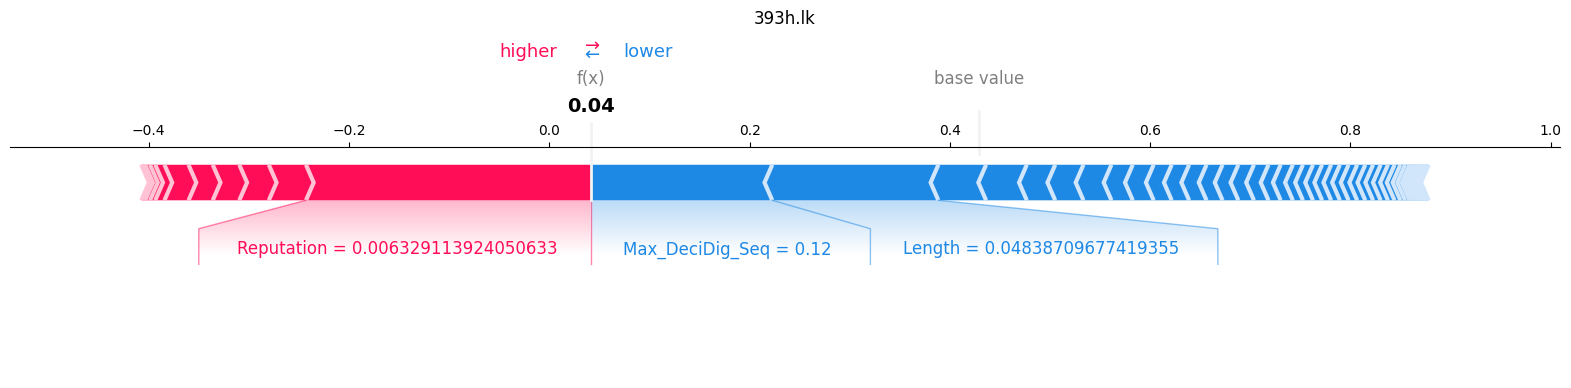 393h.lk
higher ⇄ lower
f(x) base value
0.04
−0.4 −0.2 0.0 0.2 0.4 0.6 0.8 1.0
Reputation = 0.006329113924050633 Max_DeciDig_Seq = 0.12 Length = 0.04838709677419355